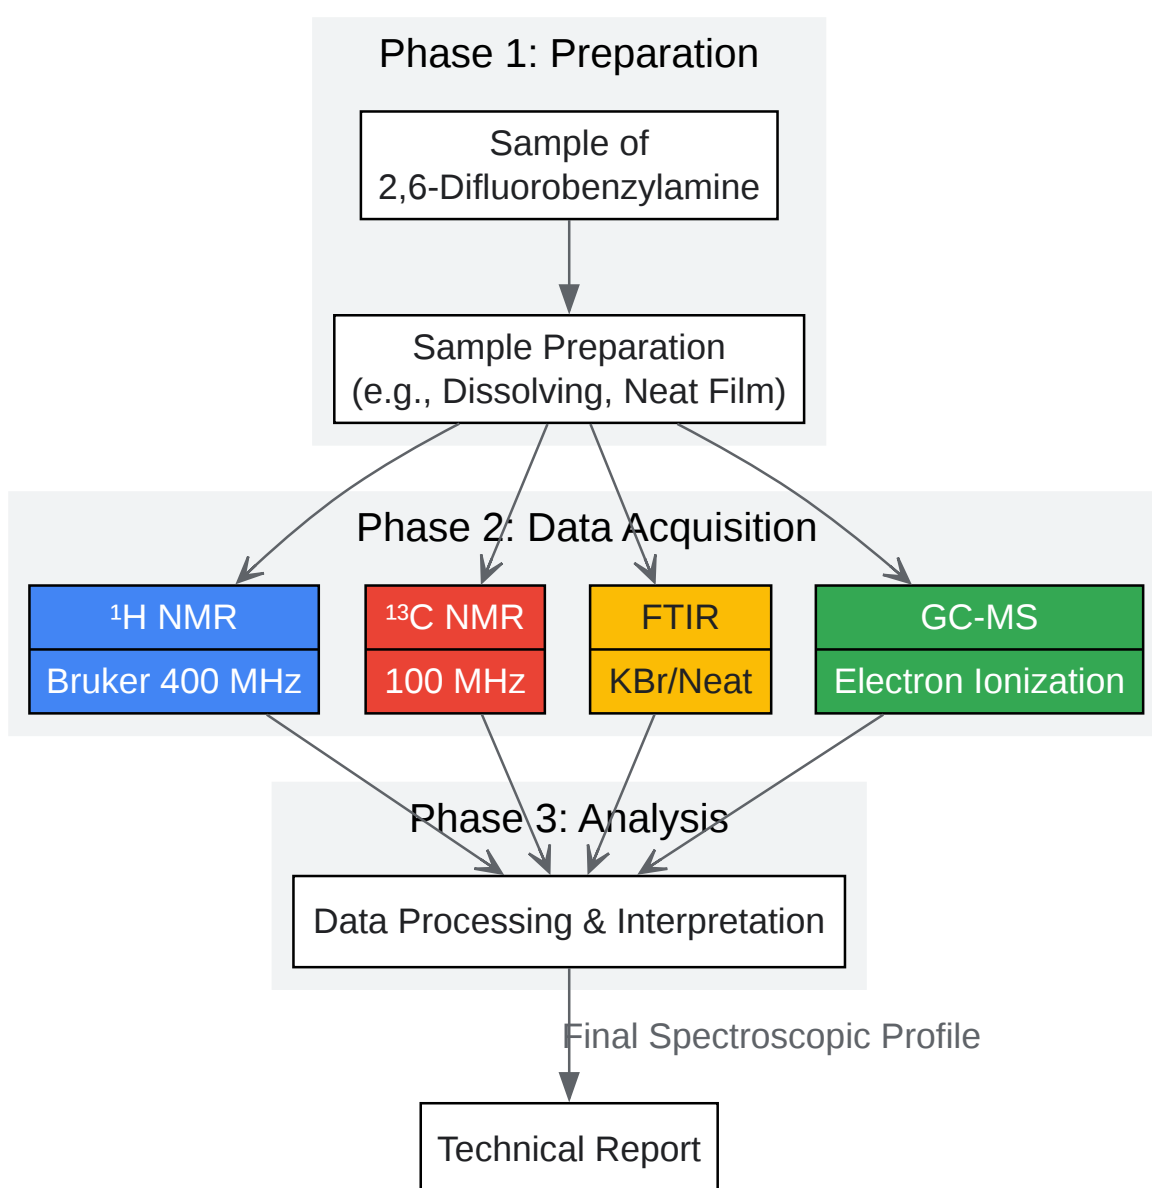 Phase 1: Preparation
Sample of
2,6-Difluorobenzylamine
Sample Preparation
(e.g., Dissolving, Neat Film)
Phase 2: Data Acquisition
¹H NMR
Bruker 400 MHz
¹³C NMR
100 MHz
FTIR
KBr/Neat
GC-MS
Electron Ionization
Phase 3: Analysis
Data Processing & Interpretation
Final Spectroscopic Profile
Technical Report